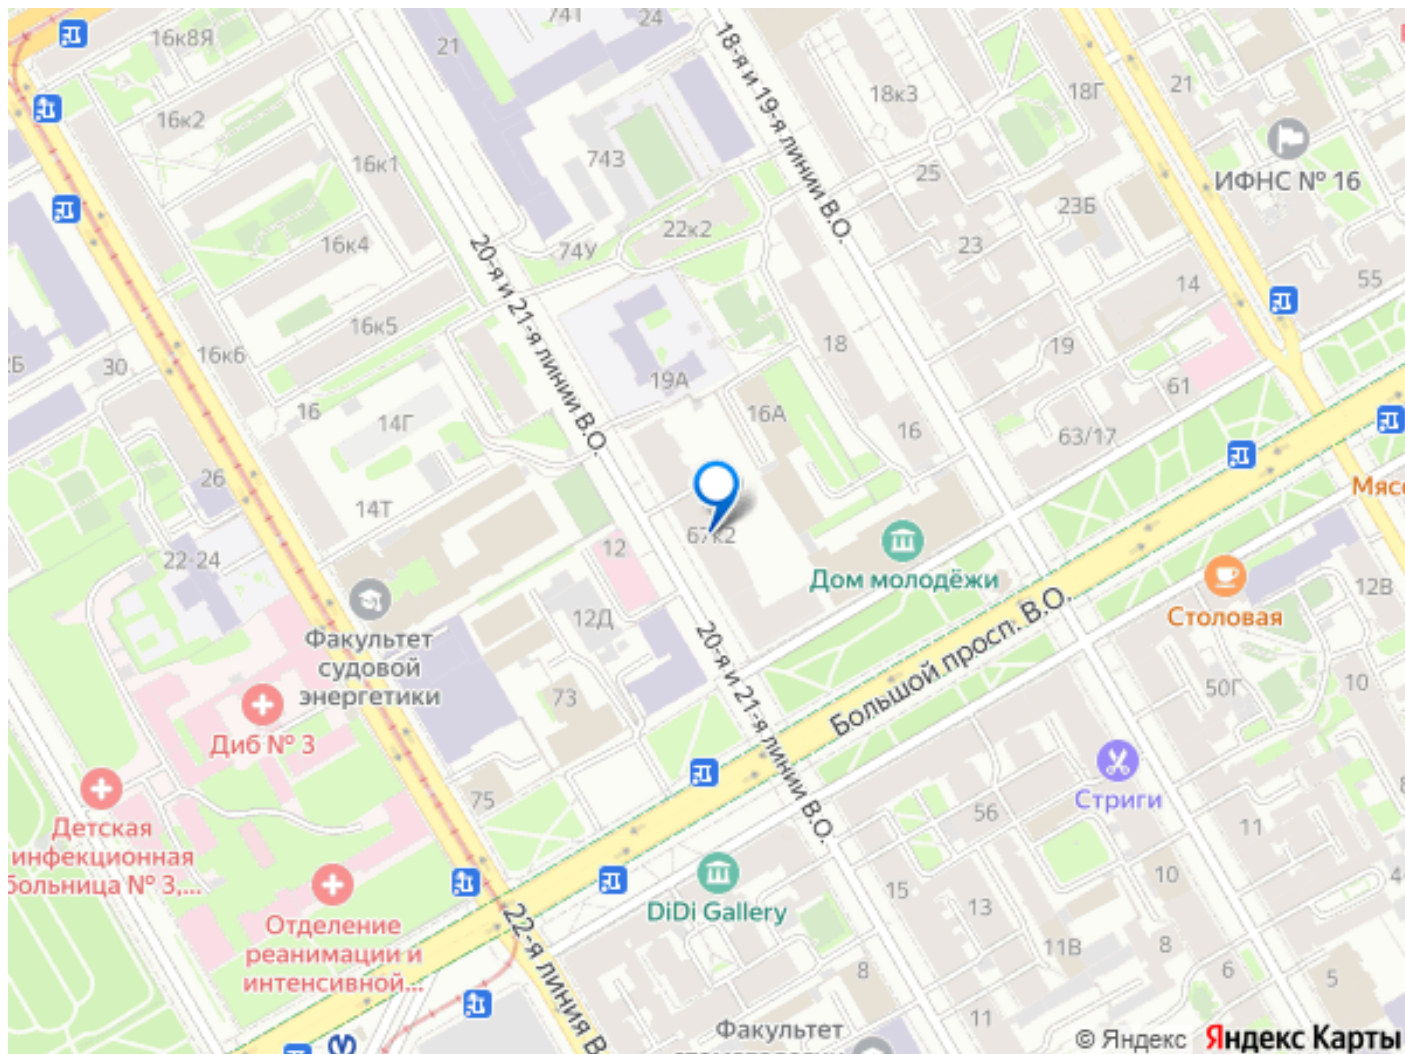 74Т
24
16к8Я
21
18-я и 19-я линии В.О.
18к3
18Г
21
16к2
743
16к1
25
ИФНС № 16
23Б
22к2
20-я и 21-я линии В.О.
16к4
74У
23
14
55
16к5
18
19
16к6
30
19А
61
16
14Г
16А
16
63/17
26
Мясо
14Т
67к2
12
22-24
Дом молодёжи
12В
Столовая
12Д
Факультет
судовой
энергетики
20-я и 21-я линии В.О.
Большой просп. В.О.
50Г
10
73
Диб № 3
Стриги
75
56
11
Детская
инфекционная
больница № 3,...
10
15
DiDi Gallery
13
Отделение
реанимации и
интенсивной...
22-я линия В
11В
8
8
6
5
11
Факультет
© Яндекс Яндекс Карты